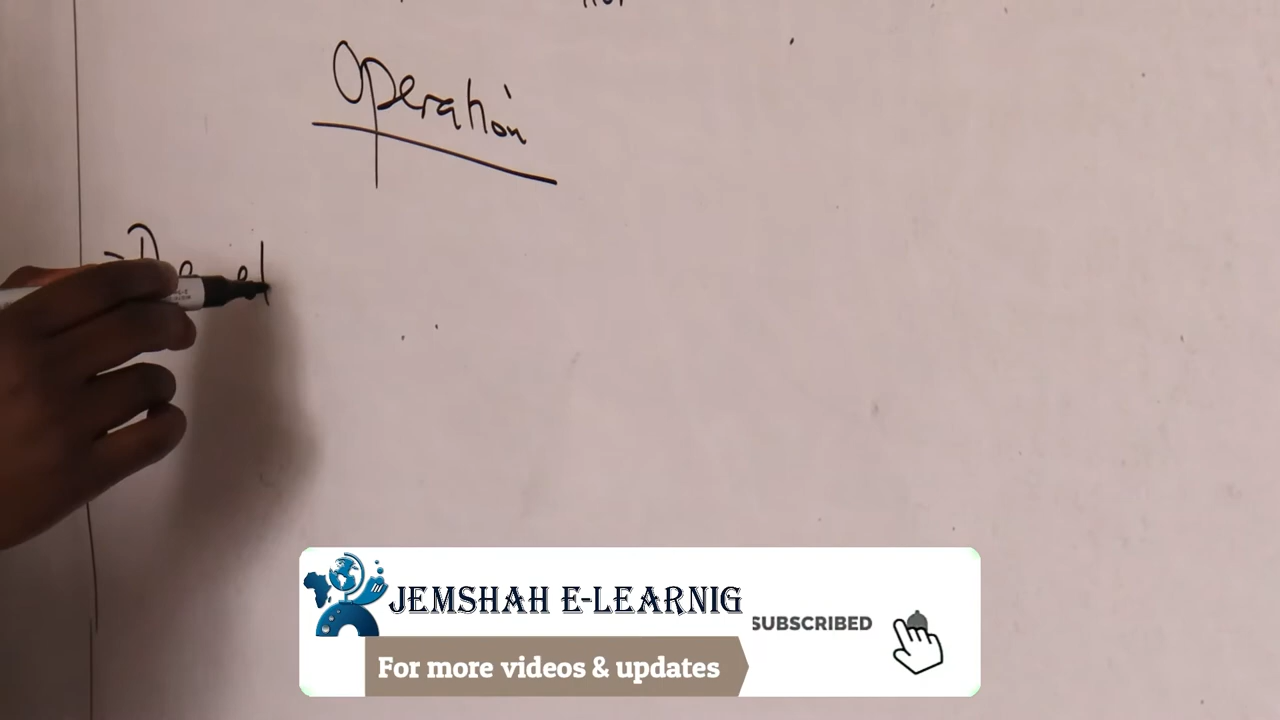 Operation
JEMSHAH E-LEARNIG
SUBSCRIBED
For more videos & updates